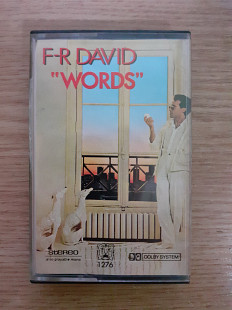 F-R DAVID
"WORDS"
STEREO
1276
DOLBY SYSTEM